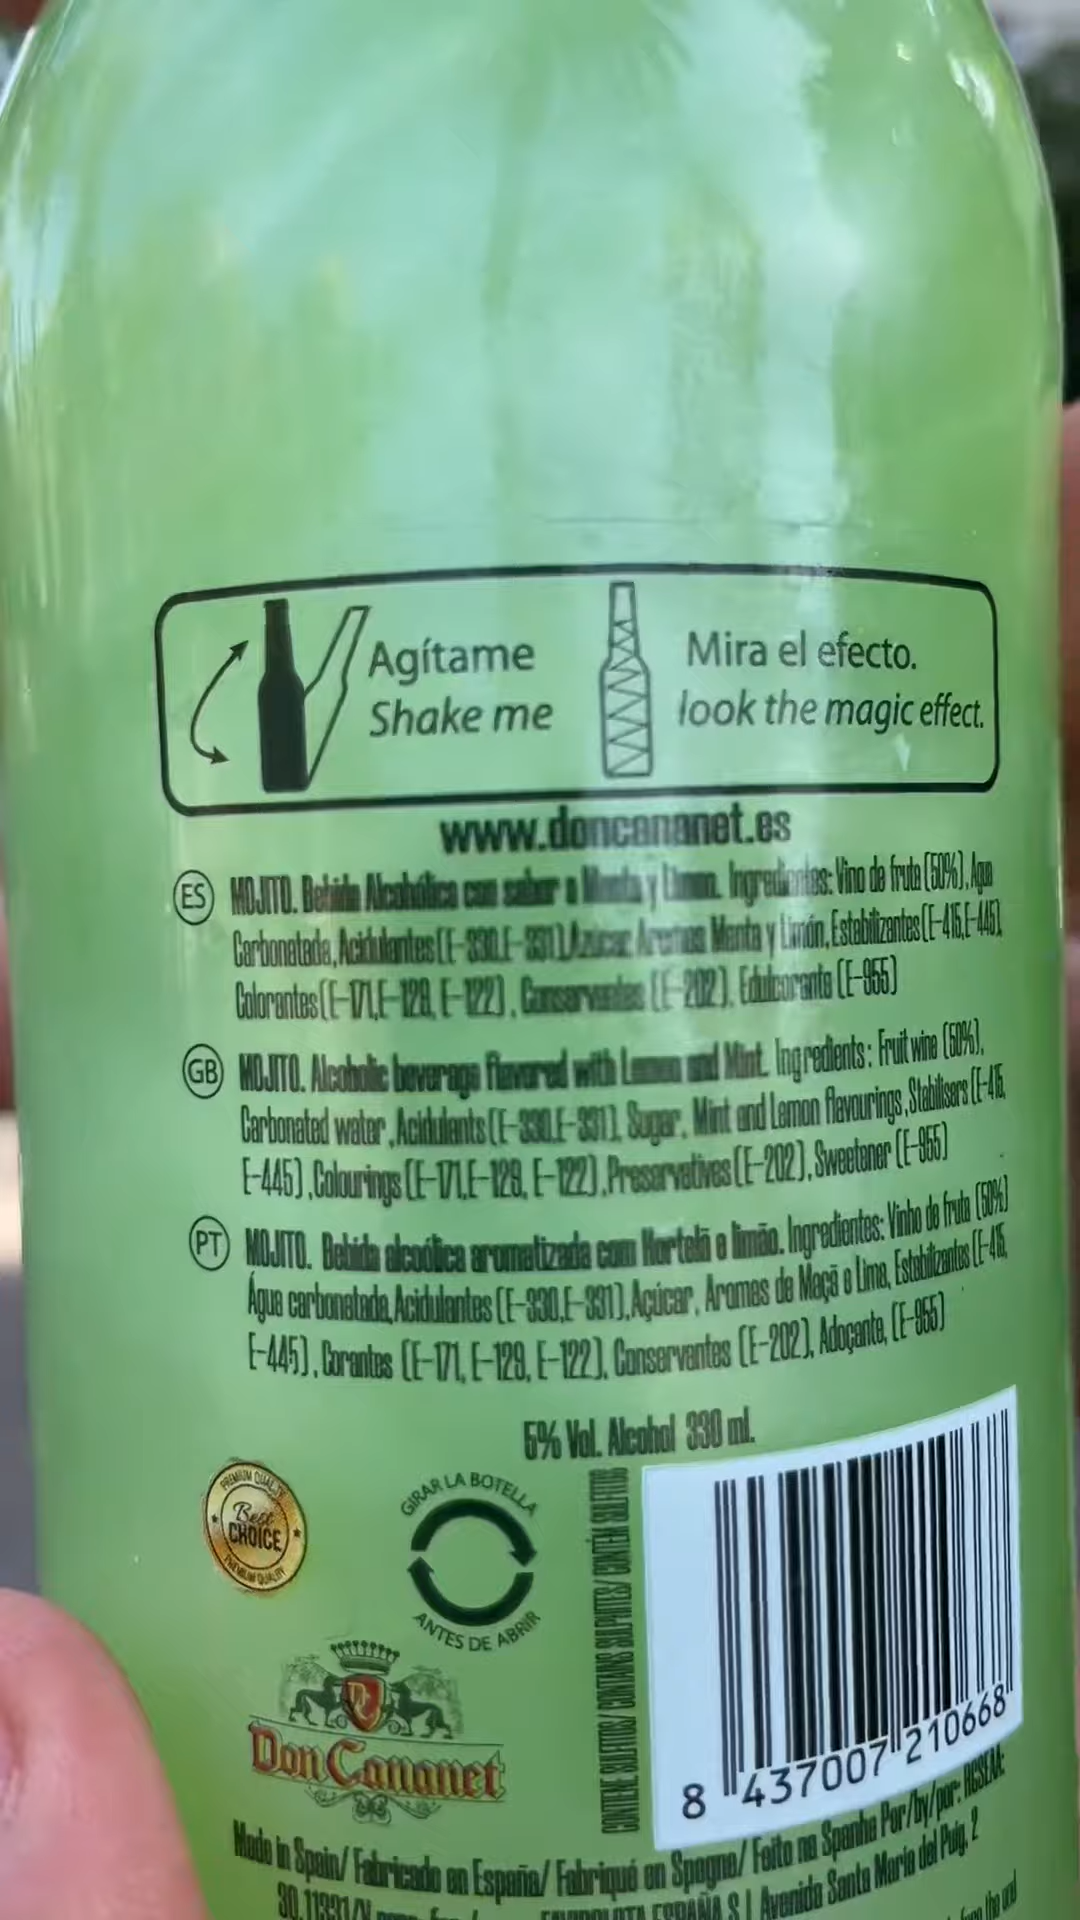 Agítame
Shake me
Mira el efecto.
look the magic effect.
www.doncananet.es
ES MOJITO. Bebida Alcohólica con sabor a Menta y Limon. Ingredientes: Vino de fruta (50%), Agua
Carbonatada, Acidulantes (E-330,E-331), Azúcar, Aromas Menta y Limón, Estabilizantes (E-415,E-445),
Colorantes (E-171,E-129, E-122), Conservantes (E-202), Edulcorante (E-955)
GB MOJITO. Alcoholic beverage flavored with Lemon and Mint. Ingredients: Fruit wine (50%),
Carbonated water, Acidulants (E-330,E-331), Sugar, Mint and Lemon flavourings, Stabilisers (E-415,
E-445), Colourings (E-171,E-129, E-122), Preservatives (E-202), Sweetener (E-955)
PT MOJITO. Bebida alcoólica aromatizada com Hortelã e limão. Ingredientes: Vinho de fruta (50%)
Água carbonatada, Acidulantes (E-330,E-331), Açúcar, Aromas de Maçã e Lima, Estabilizantes (E-415,
E-445), Corantes (E-171, E-129, E-122), Conservantes (E-202), Adoçante, (E-955)
5% Vol. Alcohol 330 ml.
PREMIUM QUALITY
Best
CHOICE
PREMIUM QUALITY
GIRAR LA BOTELLA
ANTES DE ABRIR
CONTIENE SULFITOS/ CONTAINS SULPHITES/ CONTÉM SULFITOS
8 437007 210668
DC
Don Cananet
Made in Spain/ Fabricado en España/ Fabriqué en Spagne/ Feito na Spanha Por/by/por: RGSEAA:
30.11331/V ESPAÑA S.L Avenida Santa María del Puig, 2